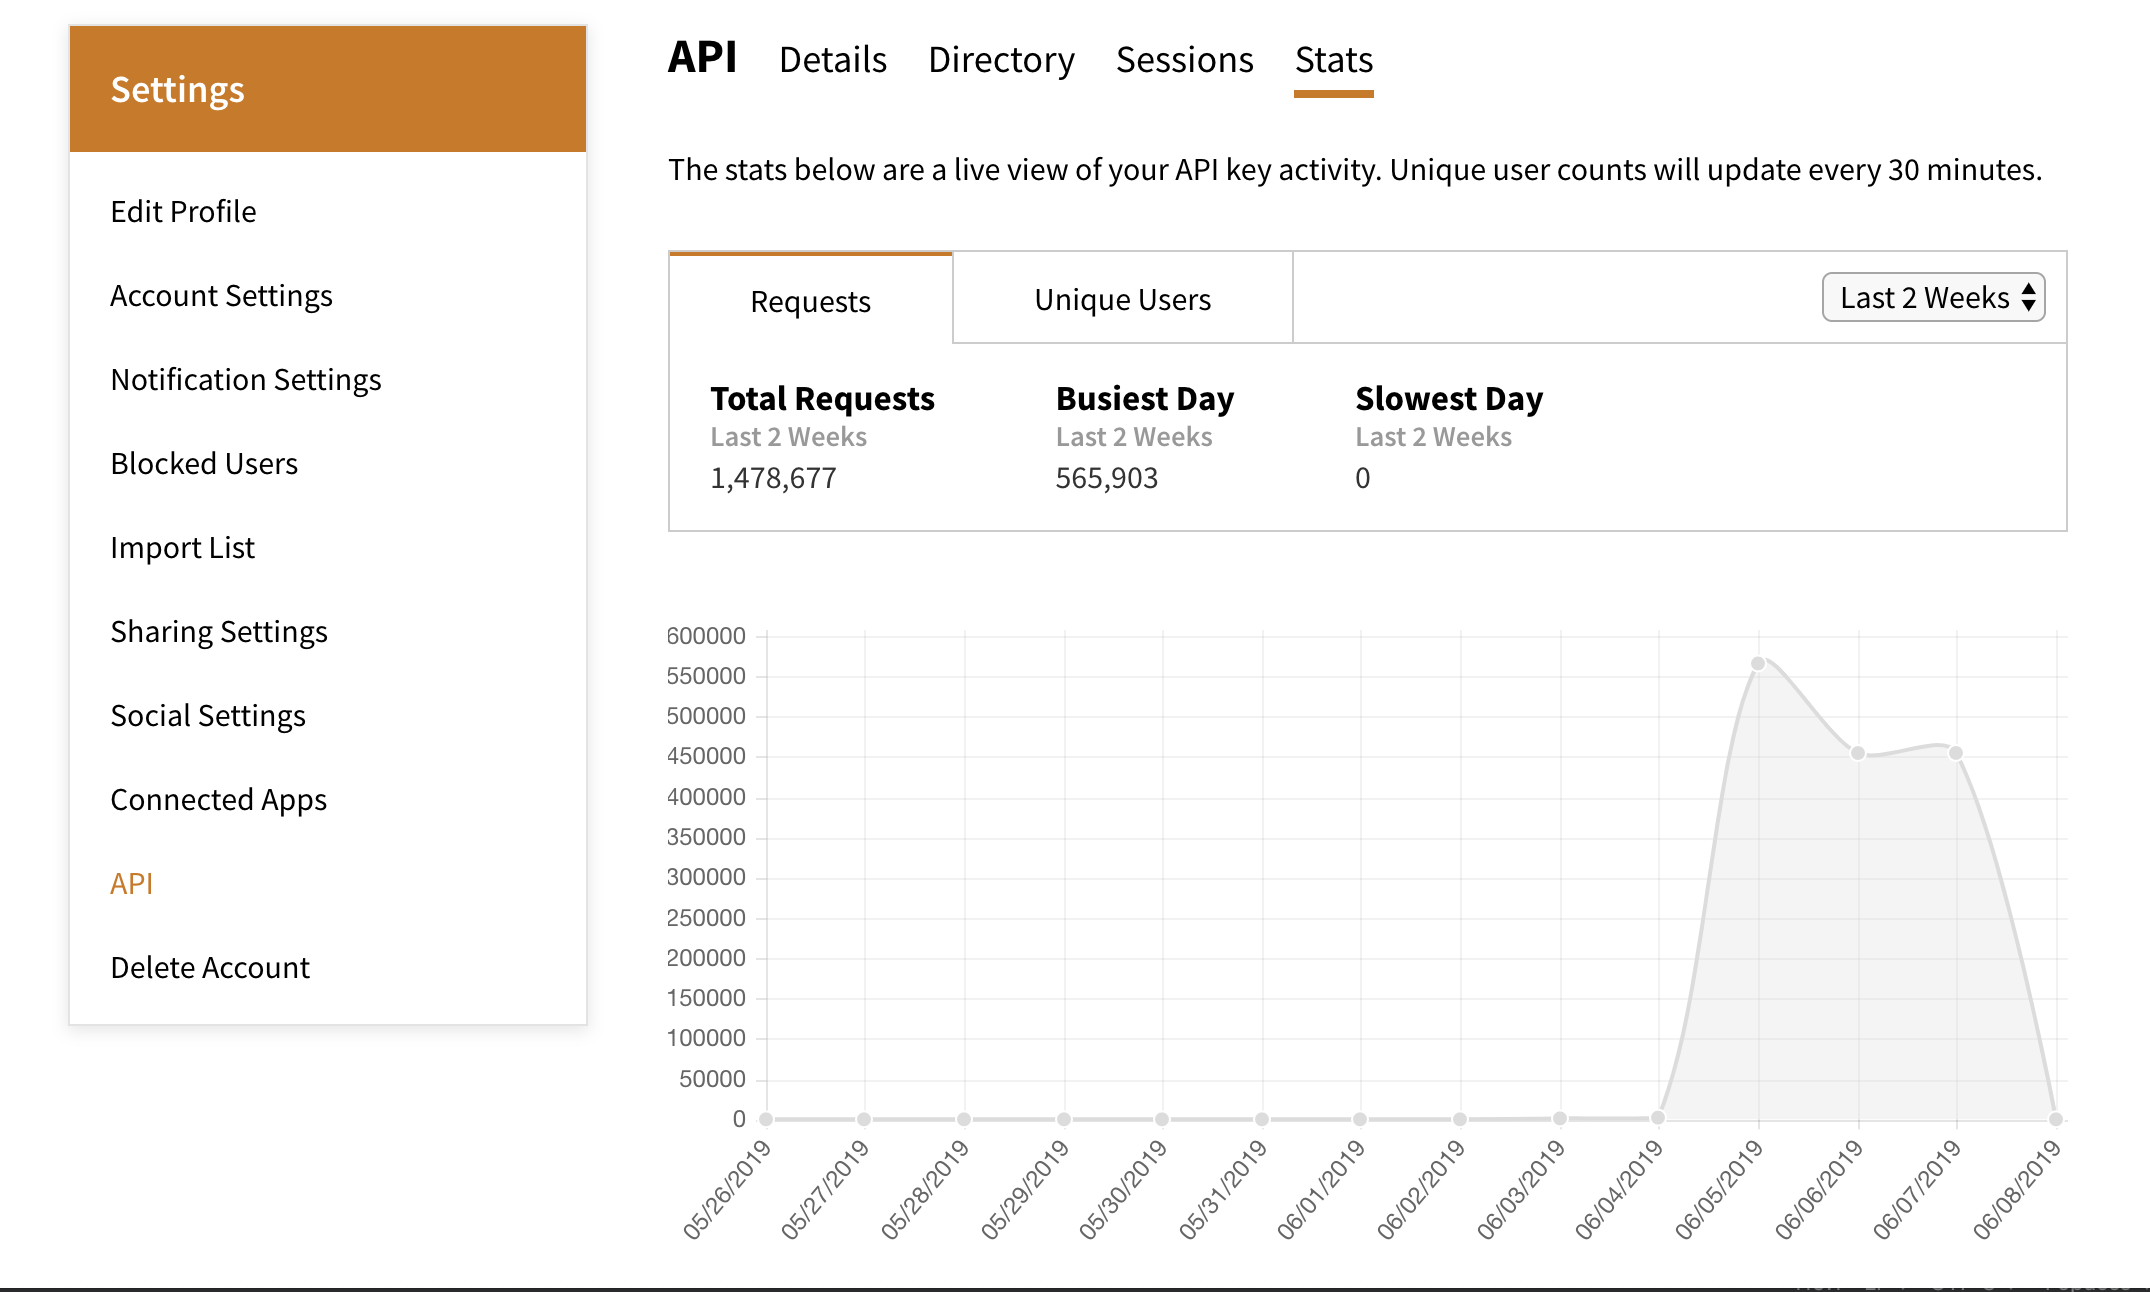 Settings
Edit Profile
Account Settings
Notification Settings
Blocked Users
Import List
Sharing Settings
Social Settings
Connected Apps
API
Delete Account
API Details Directory Sessions Stats
The stats below are a live view of your API key activity. Unique user counts will update every 30 minutes.
Requests Unique Users Last 2 Weeks
Total Requests Busiest Day Slowest Day
Last 2 Weeks Last 2 Weeks Last 2 Weeks
1,478,677 565,903 0
600000
550000
500000
450000
400000
350000
300000
250000
200000
150000
100000
50000
0
05/26/2019 05/27/2019 05/28/2019 05/29/2019 05/30/2019 05/31/2019 06/01/2019 06/02/2019 06/03/2019 06/04/2019 06/05/2019 06/06/2019 06/07/2019 06/08/2019